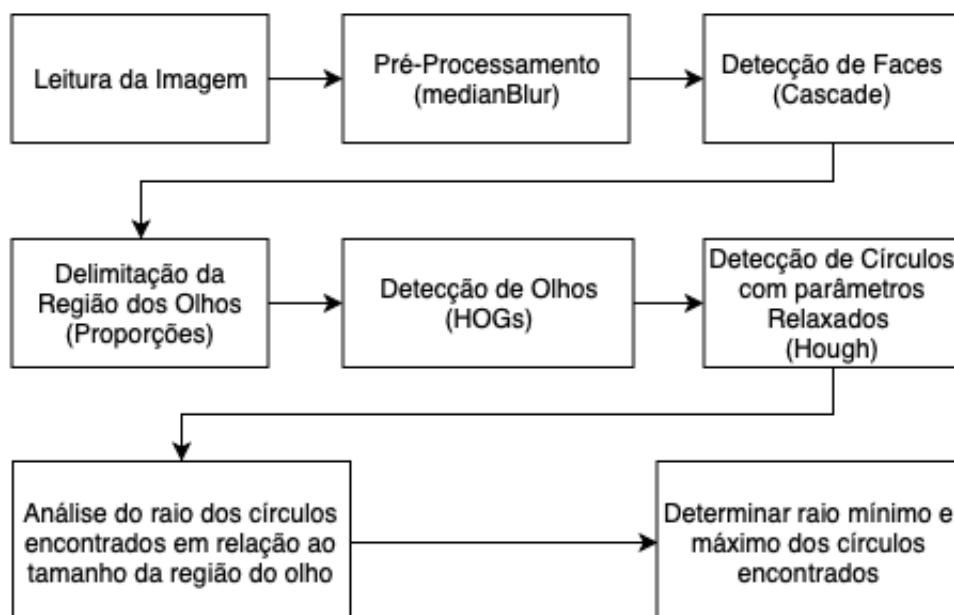 Leitura da Imagem
Pré-Processamento
(medianBlur)
Detecção de Faces
(Cascade)
Delimitação da
Região dos Olhos
(Proporções)
Detecção de Olhos
(HOGs)
Detecção de Círculos
com parâmetros
Relaxados
(Hough)
Análise do raio dos círculos
encontrados em relação ao
tamanho da região do olho
Determinar raio mínimo e
máximo dos círculos
encontrados